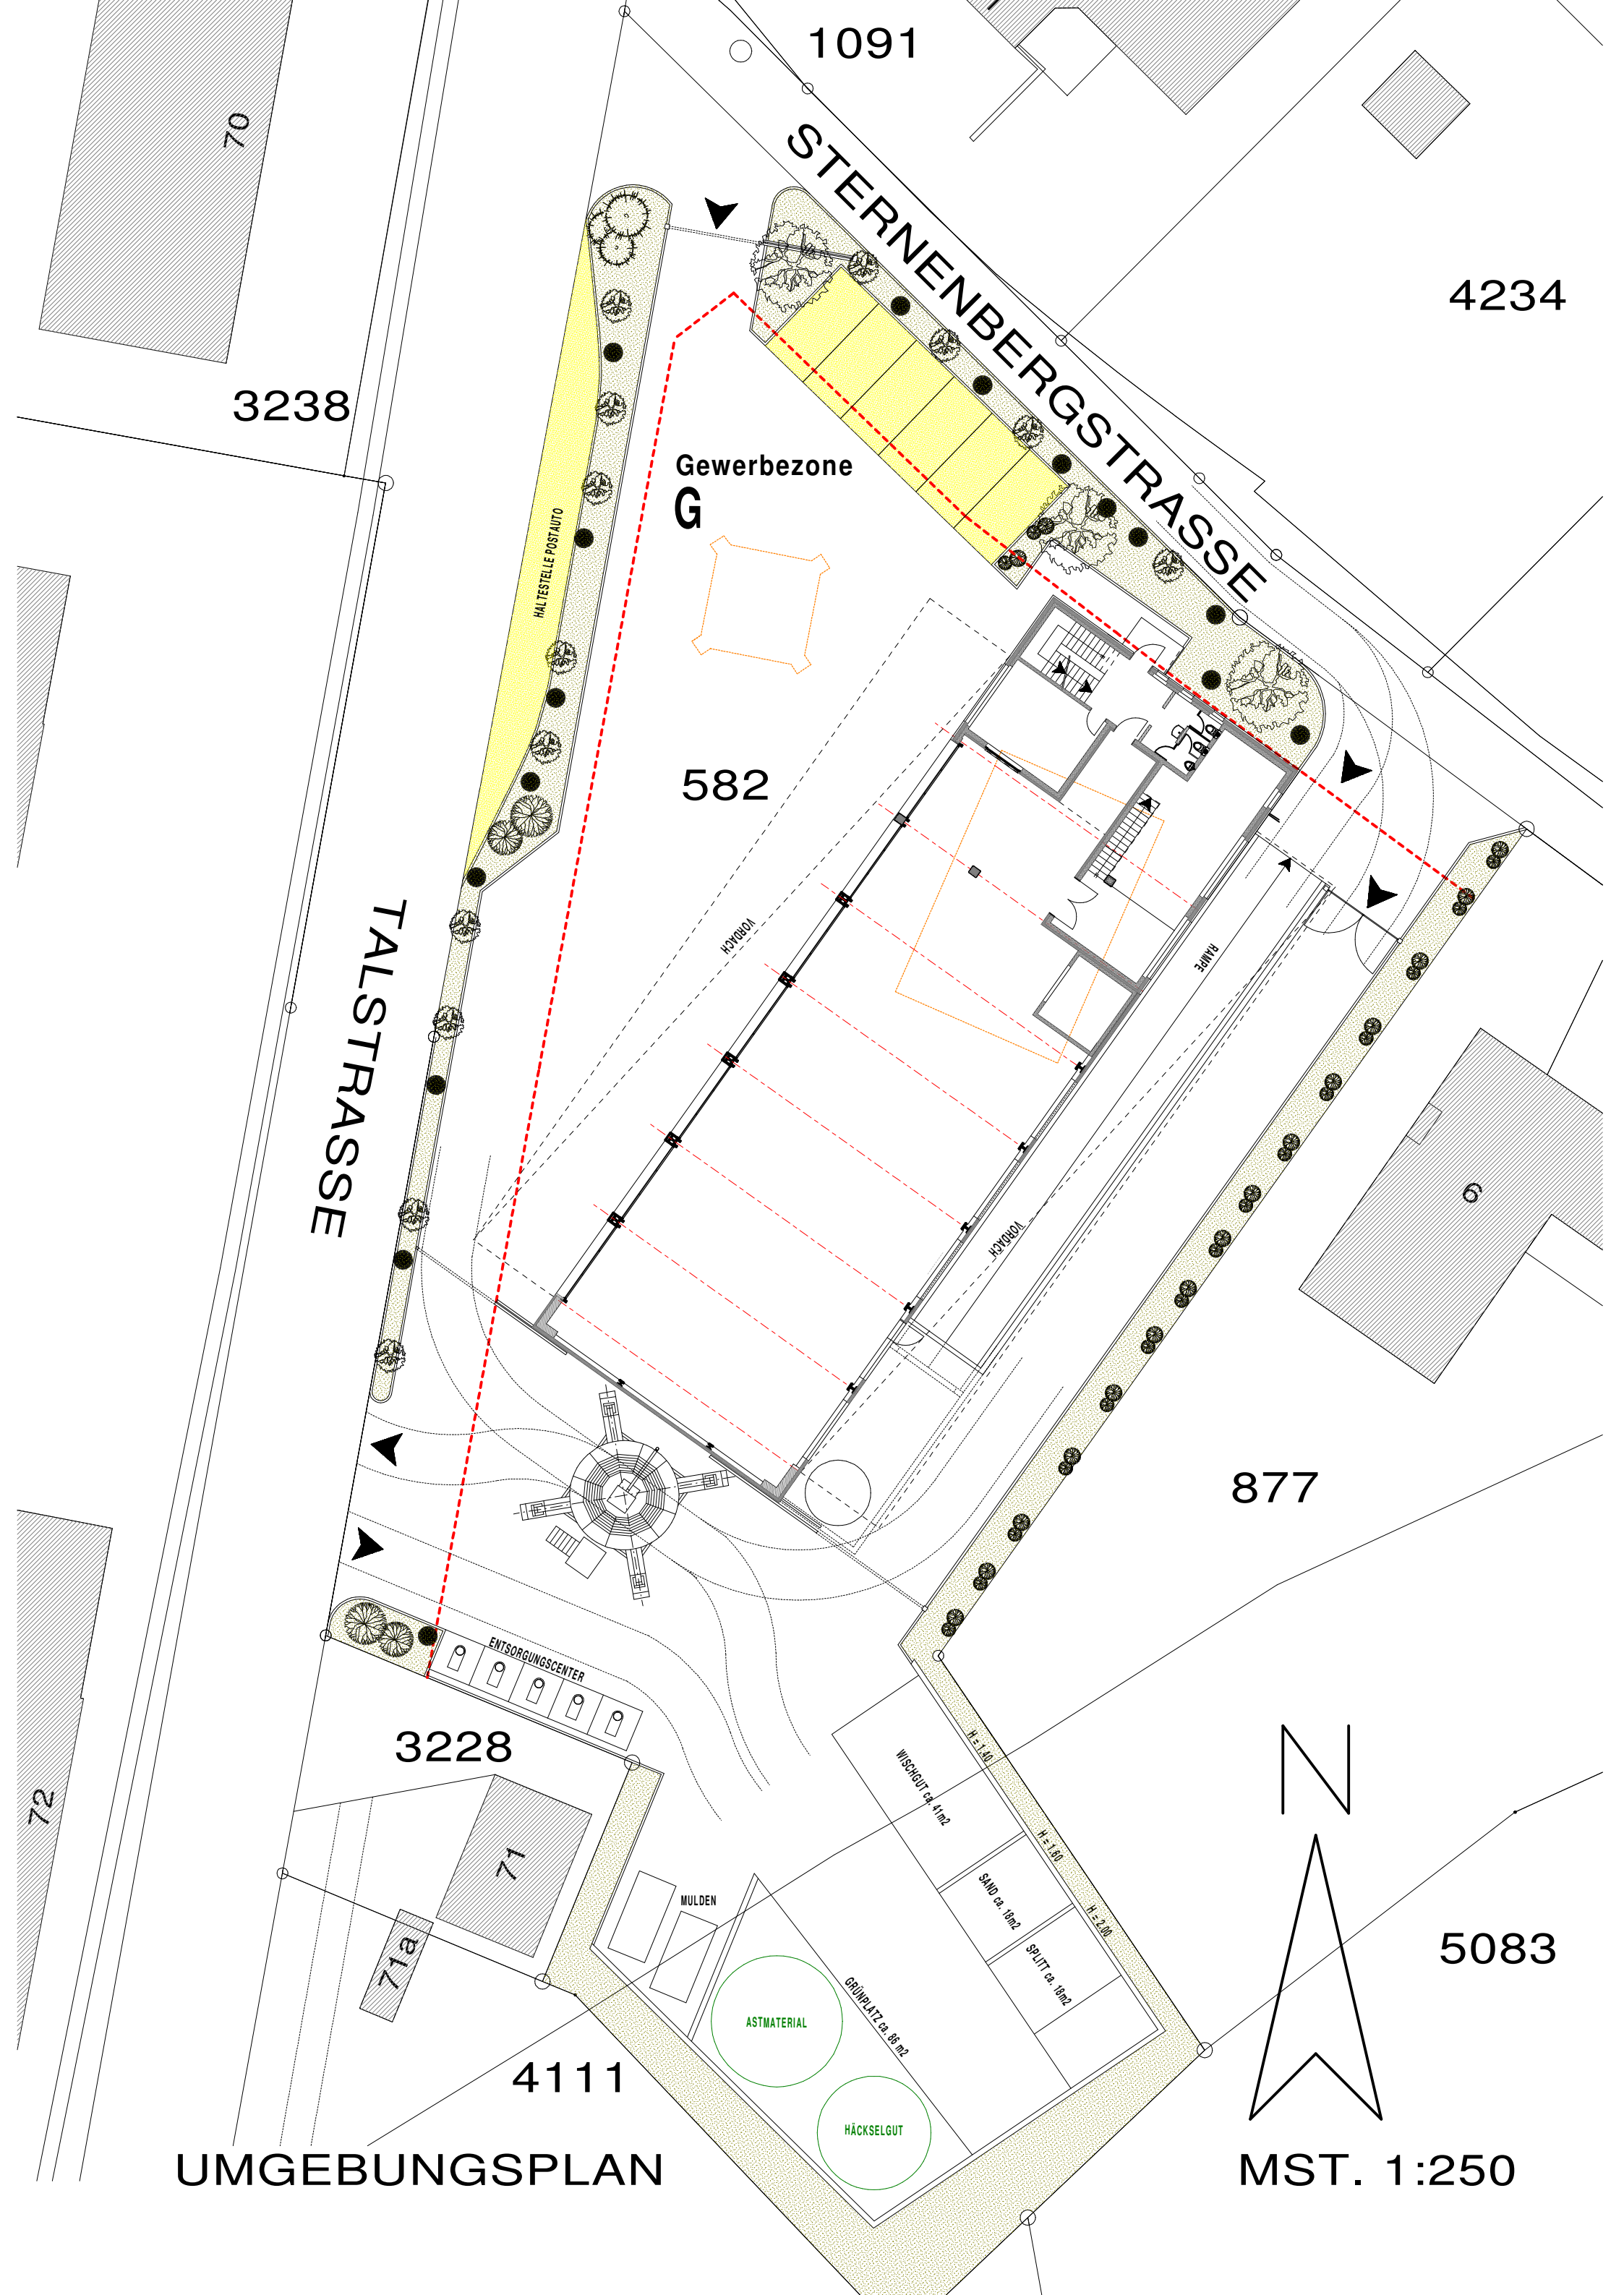 1091
70
STERNENBERGSTRASSE
4234
3238
Gewerbezone
G
HALTESTELLE POSTAUTO
582
VORDACH
TALSTRASSE
RAMPE
6
VORDACH
877
ENTSORGUNGSCENTER
3228
72
71
71a
WISCHGUT ca. 41m2
H = 1.40
H = 1.60
SAND ca. 18m2
H = 2.00
SPLITT ca. 18m2
MULDEN
GRÜNPLATZ ca. 86 m2
ASTMATERIAL
HÄCKSELGUT
N
5083
4111
UMGEBUNGSPLAN
MST. 1:250